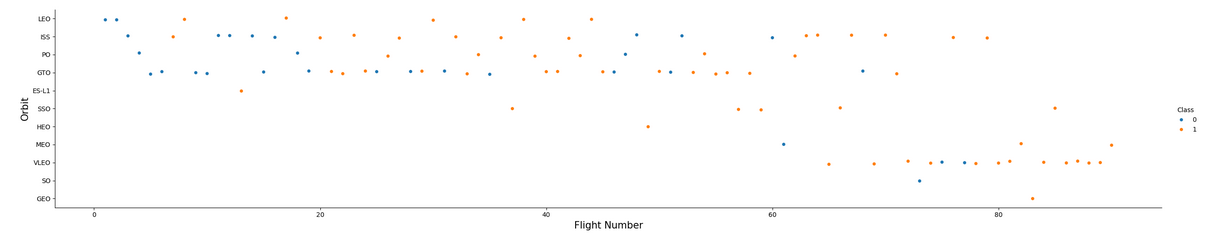 LEO
ISS
PO
GTO
ES-L1
SSO
HEO
MEO
VLEO
SO
GEO
Orbit
0 20 40 60 80
Flight Number
Class
0
1